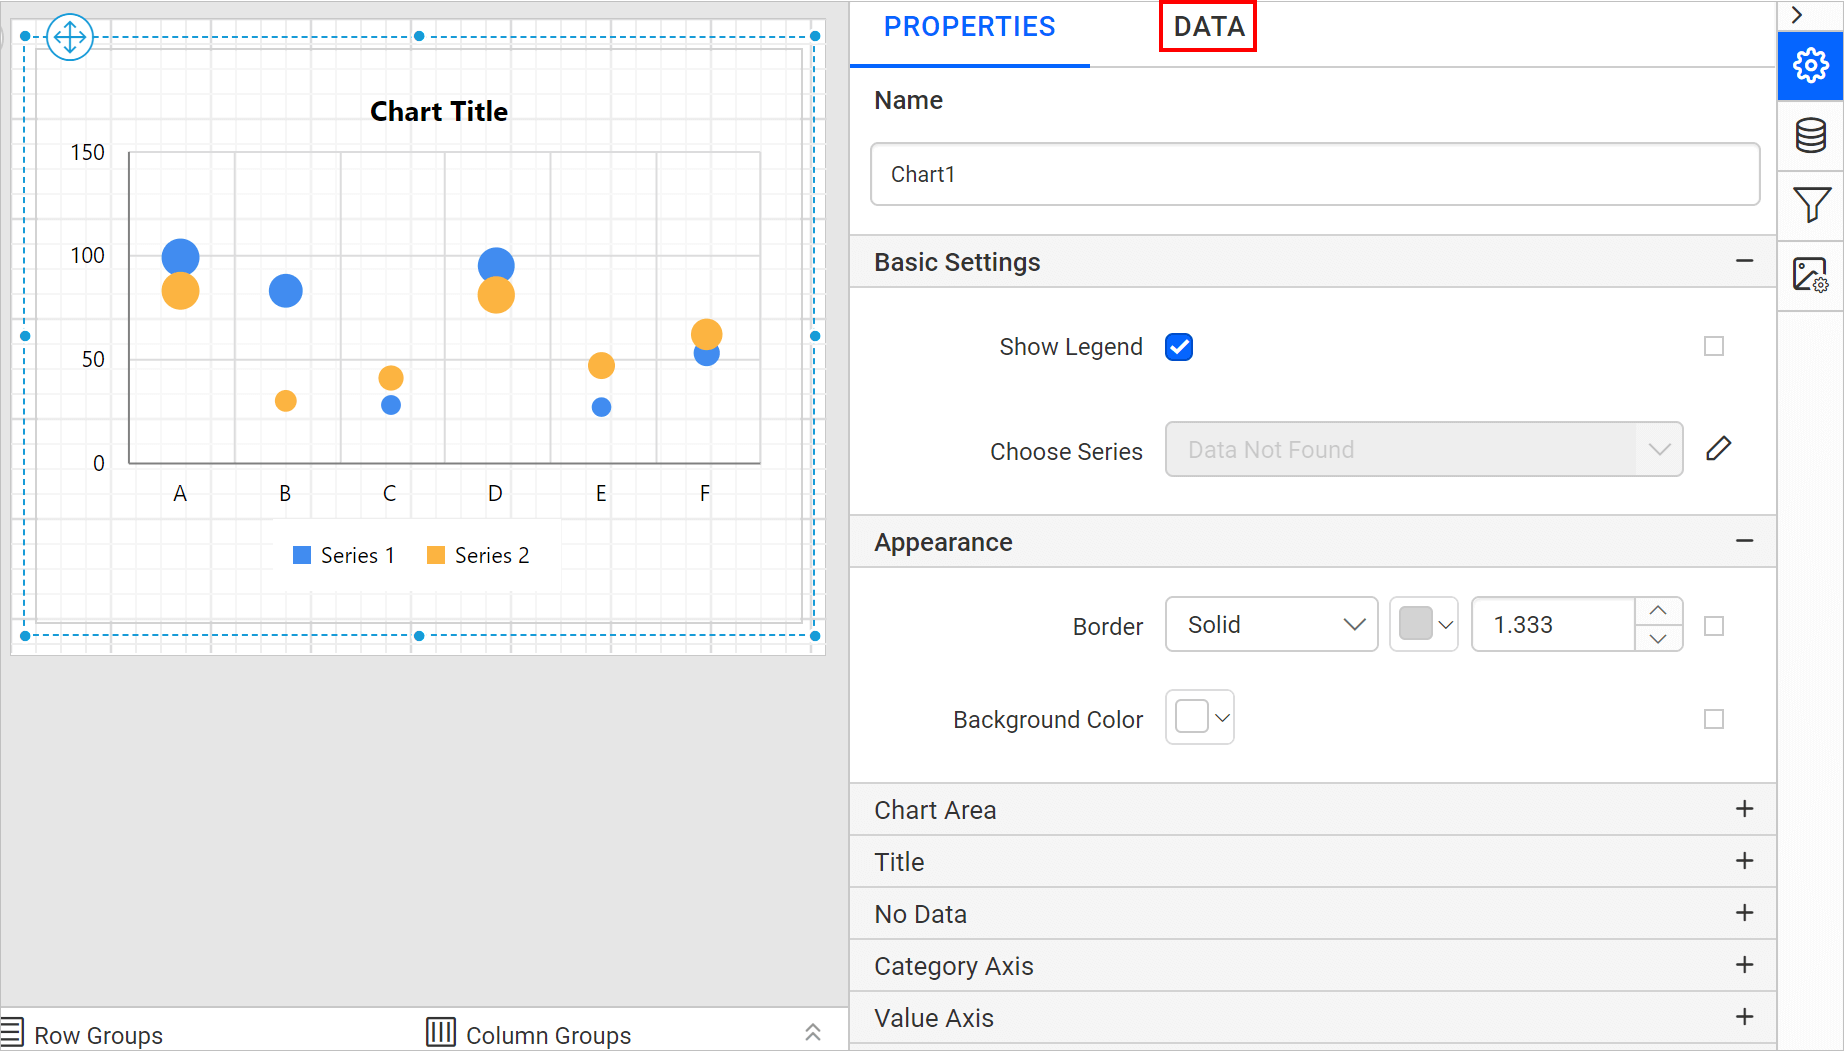 Chart Title
150
100
50
0
A B C D E F
Series 1 Series 2
Row Groups Column Groups
PROPERTIES DATA
Name
Chart1
Basic Settings
Show Legend
Choose Series Data Not Found
Appearance
Border Solid 1.333
Background Color
Chart Area
Title
No Data
Category Axis
Value Axis